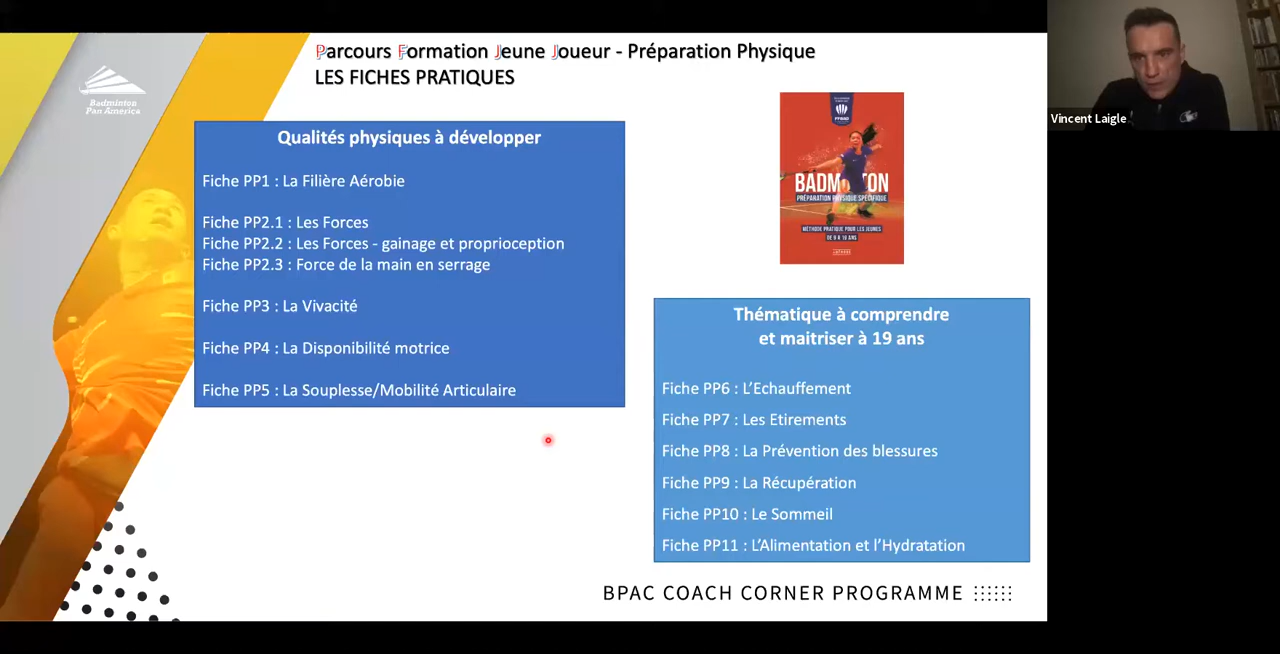 Parcours Formation Jeune Joueur - Préparation Physique
LES FICHES PRATIQUES
Badminton
Pan America
Qualités physiques à développer
Fiche PP1 : La Filière Aérobie
Fiche PP2.1 : Les Forces
Fiche PP2.2 : Les Forces - gainage et proprioception
Fiche PP2.3 : Force de la main en serrage
Fiche PP3 : La Vivacité
Fiche PP4 : La Disponibilité motrice
Fiche PP5 : La Souplesse/Mobilité Articulaire
FFBAD
BADMINTON
PRÉPARATION PHYSIQUE SPÉCIFIQUE
MÉTHODE PRATIQUE POUR LES JEUNES
DE 9 À 18 ANS
Thématique à comprendre
et maitriser à 19 ans
Fiche PP6 : L'Echauffement
Fiche PP7 : Les Etirements
Fiche PP8 : La Prévention des blessures
Fiche PP9 : La Récupération
Fiche PP10 : Le Sommeil
Fiche PP11 : L'Alimentation et l'Hydratation
BPAC COACH CORNER PROGRAMME
Vincent Laigle